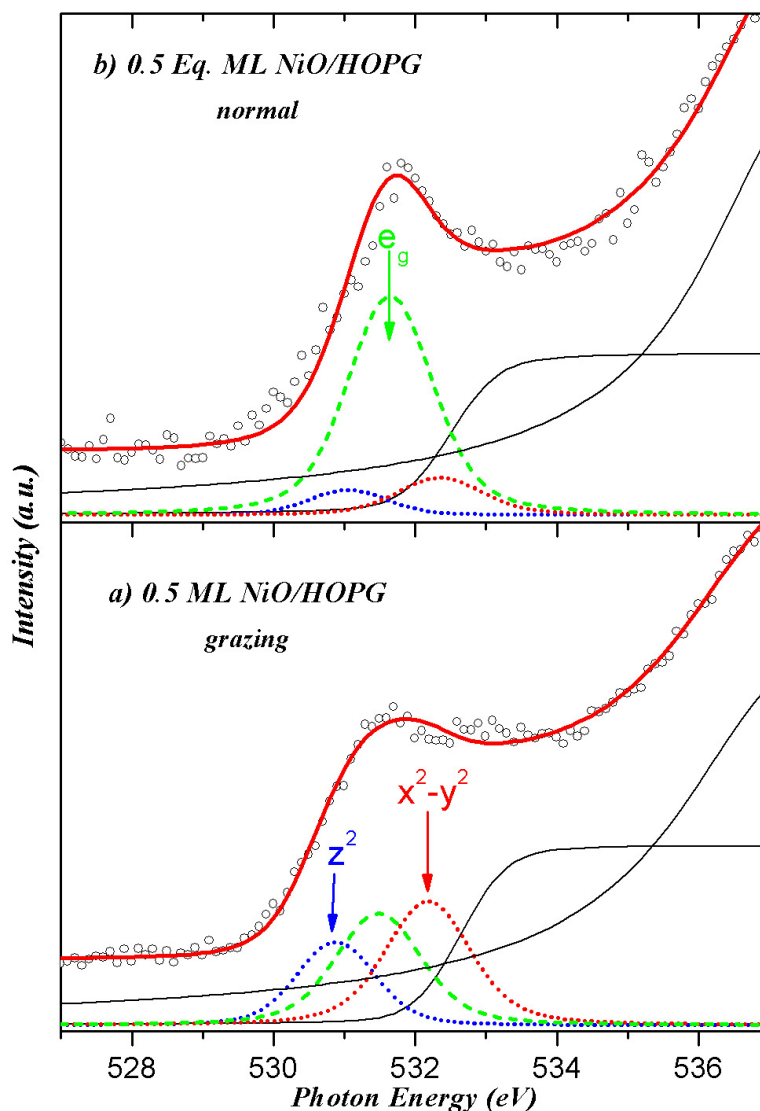 b) 0.5 Eq. ML NiO/HOPG
normal
e_g
a) 0.5 ML NiO/HOPG
grazing
x²-y²
z²
Intensity (a.u.)
528 530 532 534 536
Photon Energy (eV)